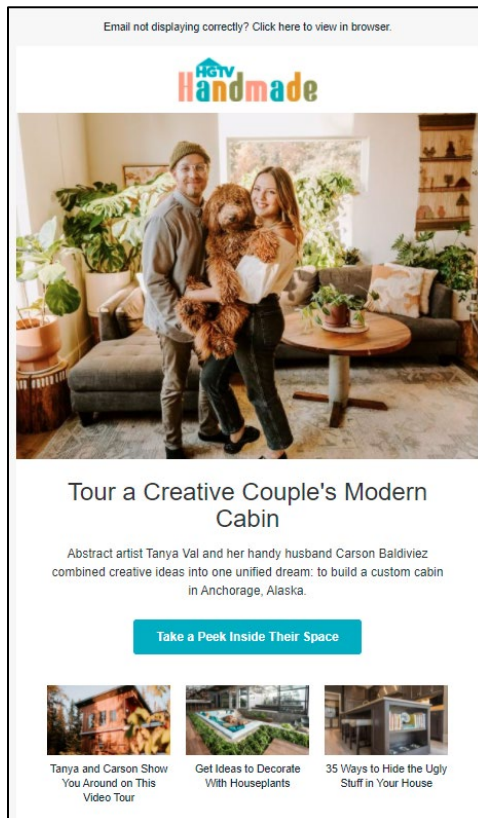 Email not displaying correctly? Click here to view in browser.
HGTV
Handmade
Tour a Creative Couple's Modern
Cabin
Abstract artist Tanya Val and her handy husband Carson Baldiviez
combined creative ideas into one unified dream: to build a custom cabin
in Anchorage, Alaska.
Take a Peek Inside Their Space
Tanya and Carson Show
You Around on This
Video Tour
Get Ideas to Decorate
With Houseplants
35 Ways to Hide the Ugly
Stuff in Your House